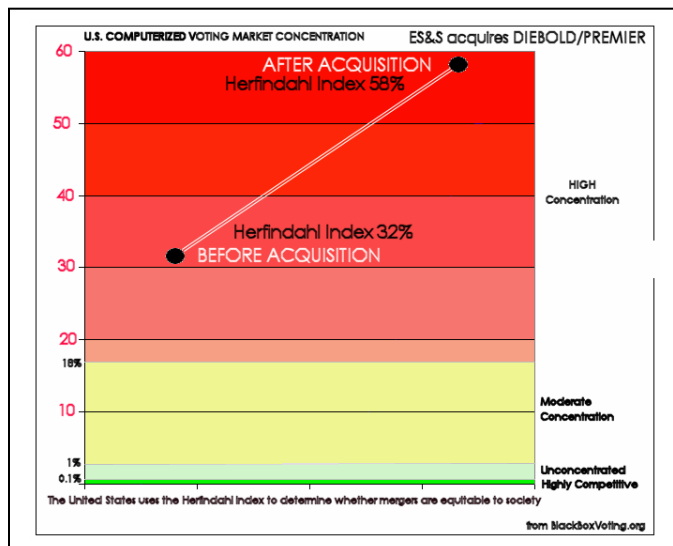 U.S. COMPUTERIZED VOTING MARKET CONCENTRATION
ES&S acquires DIEBOLD/PREMIER
60
AFTER ACQUISITION
Herfindahl Index 58%
50
40
HIGH
Concentration
Herfindahl Index 32%
BEFORE ACQUISITION
30
20
18%
10
Moderate
Concentration
1%
Unconcentrated
0.1%
Highly Competitive
The United States uses the Herfindahl Index to determine whether mergers are equitable to society
from BlackBoxVoting.org